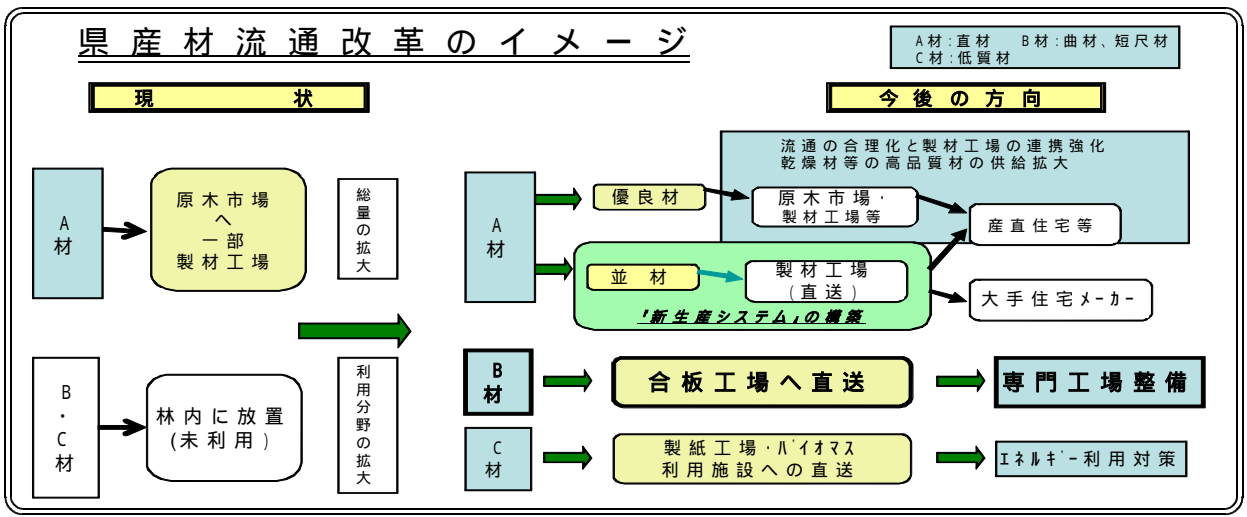 県産材流通改革のイメージ
A材:直材 B材:曲材、短尺材
C材:低質材
現状
今後の方向
A
材
原木市場
へ
一部
製材工場
総量の拡大
B
・
C
材
林内に放置
(未利用)
利用分野の拡大
流通の合理化と製材工場の連携強化
乾燥材等の高品質材の供給拡大
A
材
優良材
原木市場・
製材工場等
産直住宅等
並材
製材工場
(直送)
「新生産システム」の構築
大手住宅メーカー
B
材
合板工場へ直送
専門工場整備
C
材
製紙工場・バイオマス
利用施設への直送
エネルギー利用対策